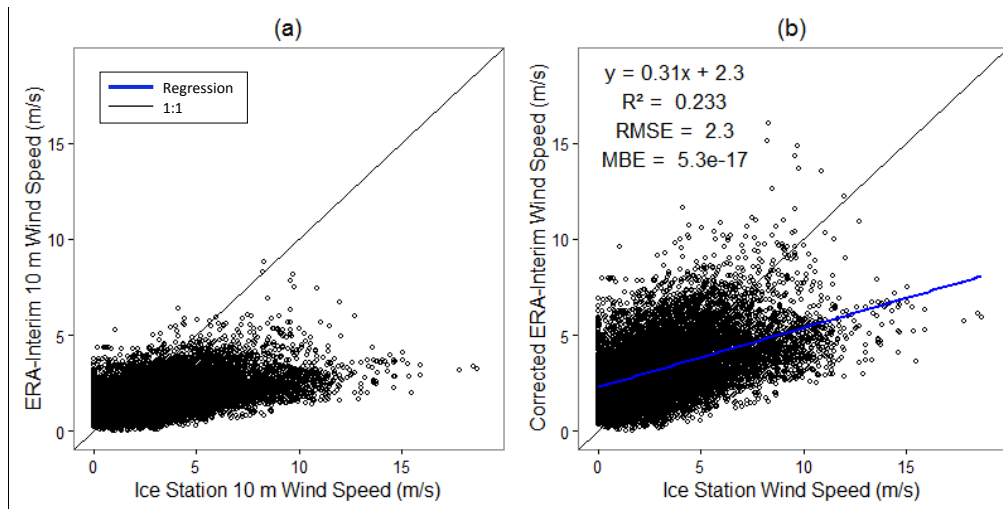 (a)
Regression
1:1
ERA-Interim 10 m Wind Speed (m/s)
15
10
5
0
0 5 10 15
Ice Station 10 m Wind Speed (m/s)
(b)
y = 0.31x + 2.3
R² = 0.233
RMSE = 2.3
MBE = 5.3e-17
Corrected ERA-Interim Wind Speed (m/s)
15
10
5
0
0 5 10 15
Ice Station Wind Speed (m/s)